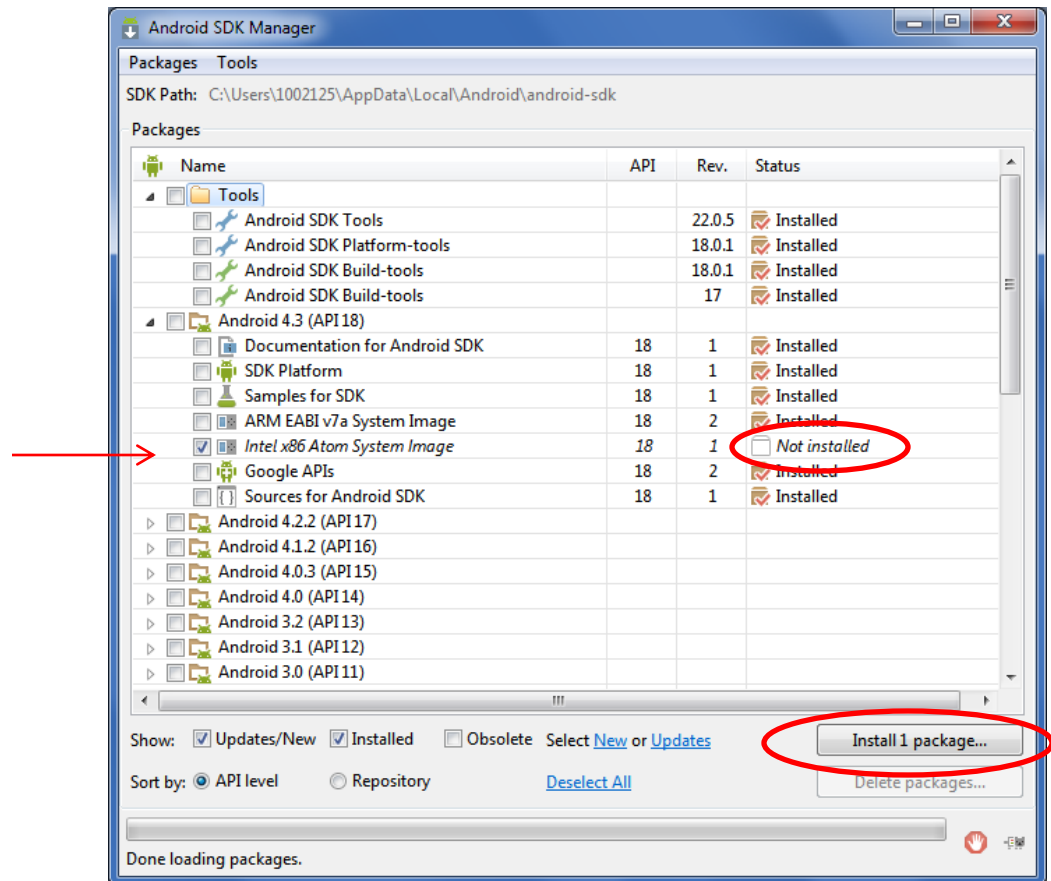 Android SDK Manager
Packages Tools
SDK Path: C:\Users\1002125\AppData\Local\Android\android-sdk
Packages
Name API Rev. Status
Tools
Android SDK Tools 22.0.5 Installed
Android SDK Platform-tools 18.0.1 Installed
Android SDK Build-tools 18.0.1 Installed
Android SDK Build-tools 17 Installed
Android 4.3 (API 18)
Documentation for Android SDK 18 1 Installed
SDK Platform 18 1 Installed
Samples for SDK 18 1 Installed
ARM EABI v7a System Image 18 2 Installed
Intel x86 Atom System Image 18 1 Not installed
Google APIs 18 2 Installed
Sources for Android SDK 18 1 Installed
Android 4.2.2 (API 17)
Android 4.1.2 (API 16)
Android 4.0.3 (API 15)
Android 4.0 (API 14)
Android 3.2 (API 13)
Android 3.1 (API 12)
Android 3.0 (API 11)
Show: Updates/New Installed Obsolete Select New or Updates Install 1 package...
Sort by: API level Repository Deselect All Delete packages...
Done loading packages.